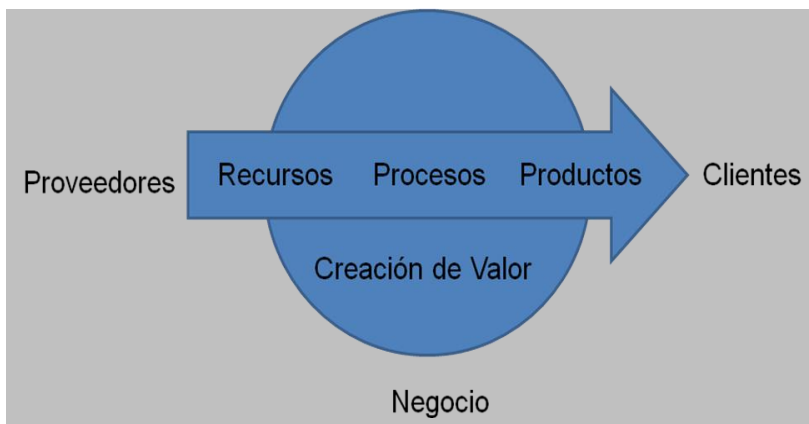 Proveedores Recursos Procesos Productos Clientes
Creación de Valor
Negocio